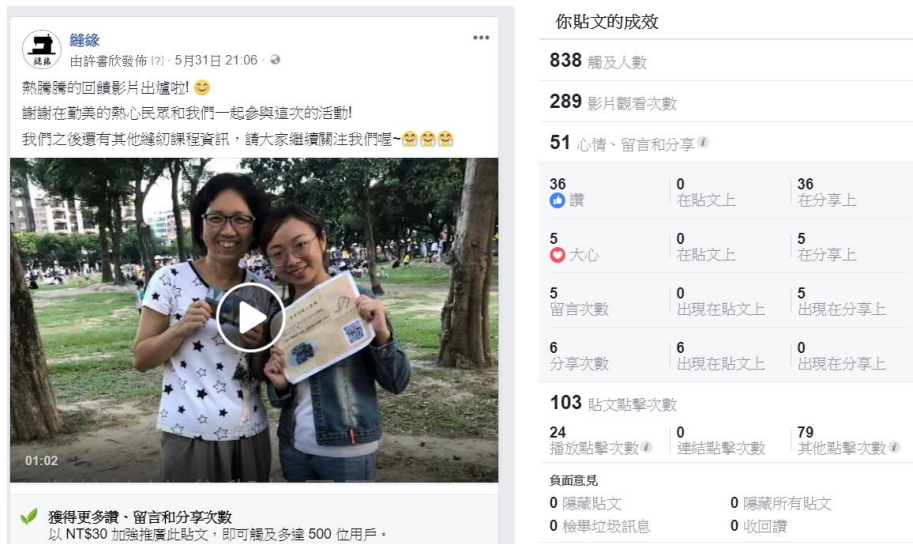 縫緣
由許書欣發佈 [?] · 5月31日 21:06 ·
熱騰騰的回饋影片出爐啦! 😊
謝謝在勤美的熱心民眾和我們一起參與這次的活動!
我們之後還有其他縫紉課程資訊，請大家繼續關注我們喔~🤗🤗🤗
01:02
獲得更多讚、留言和分享次數
以 NT$30 加強推廣此貼文，即可觸及多達 500 位用戶。
你貼文的成效
838 觸及人數
289 影片觀看次數
51 心情、留言和分享
36 0 36
讚 在貼文上 在分享上
5 0 5
大心 在貼文上 在分享上
5 0 5
留言次數 出現在貼文上 出現在分享上
6 6 0
分享次數 出現在貼文上 出現在分享上
103 貼文點擊次數
24 0 79
播放點擊次數 連結點擊次數 其他點擊次數
負面意見
0 隱藏貼文 0 隱藏所有貼文
0 檢舉垃圾訊息 0 收回讚